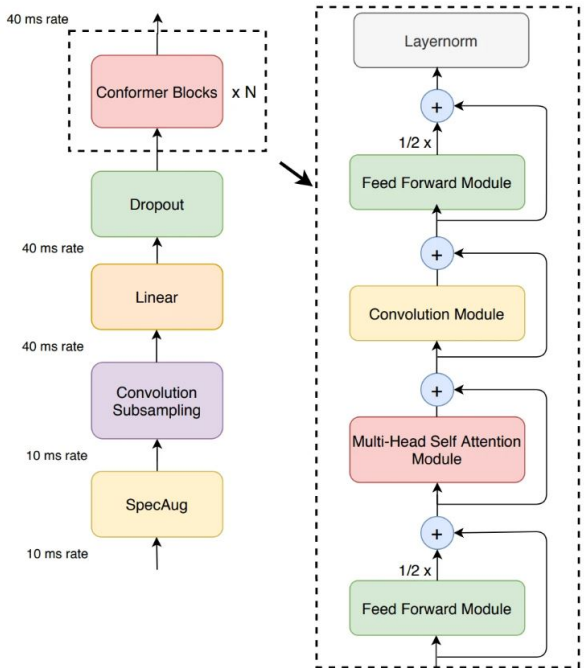 40 ms rate
Conformer Blocks
x N
Dropout
40 ms rate
Linear
40 ms rate
Convolution
Subsampling
10 ms rate
SpecAug
10 ms rate
Layernorm
+
1/2 x
Feed Forward Module
+
Convolution Module
+
Multi-Head Self Attention
Module
+
1/2 x
Feed Forward Module